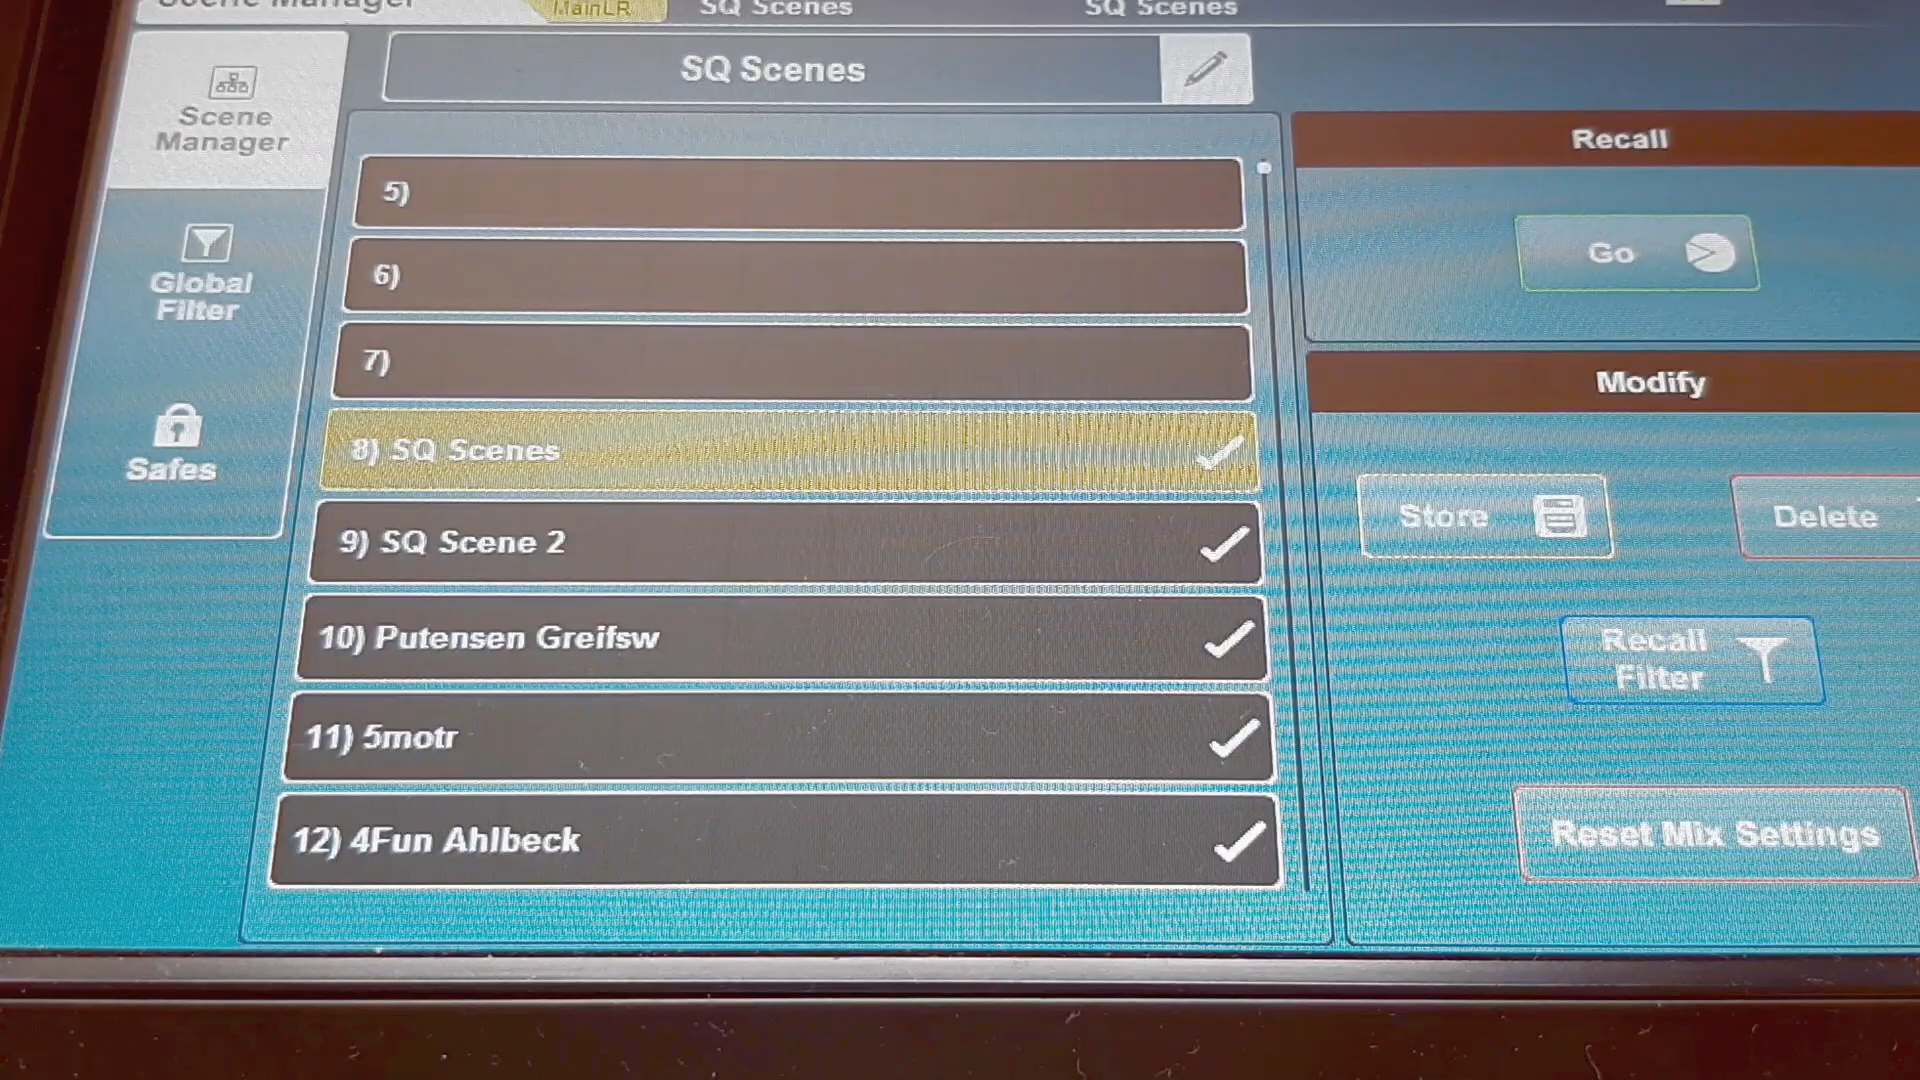 Scene Manager
MainLR
SQ Scenes
SQ Scenes
SQ Scenes
Scene
Manager
Global
Filter
Safes
5)
6)
7)
8) SQ Scenes
9) SQ Scene 2
10) Putensen Greifsw
11) 5motr
12) 4Fun Ahlbeck
Recall
Go
Modify
Store
Delete
Recall
Filter
Reset Mix Settings